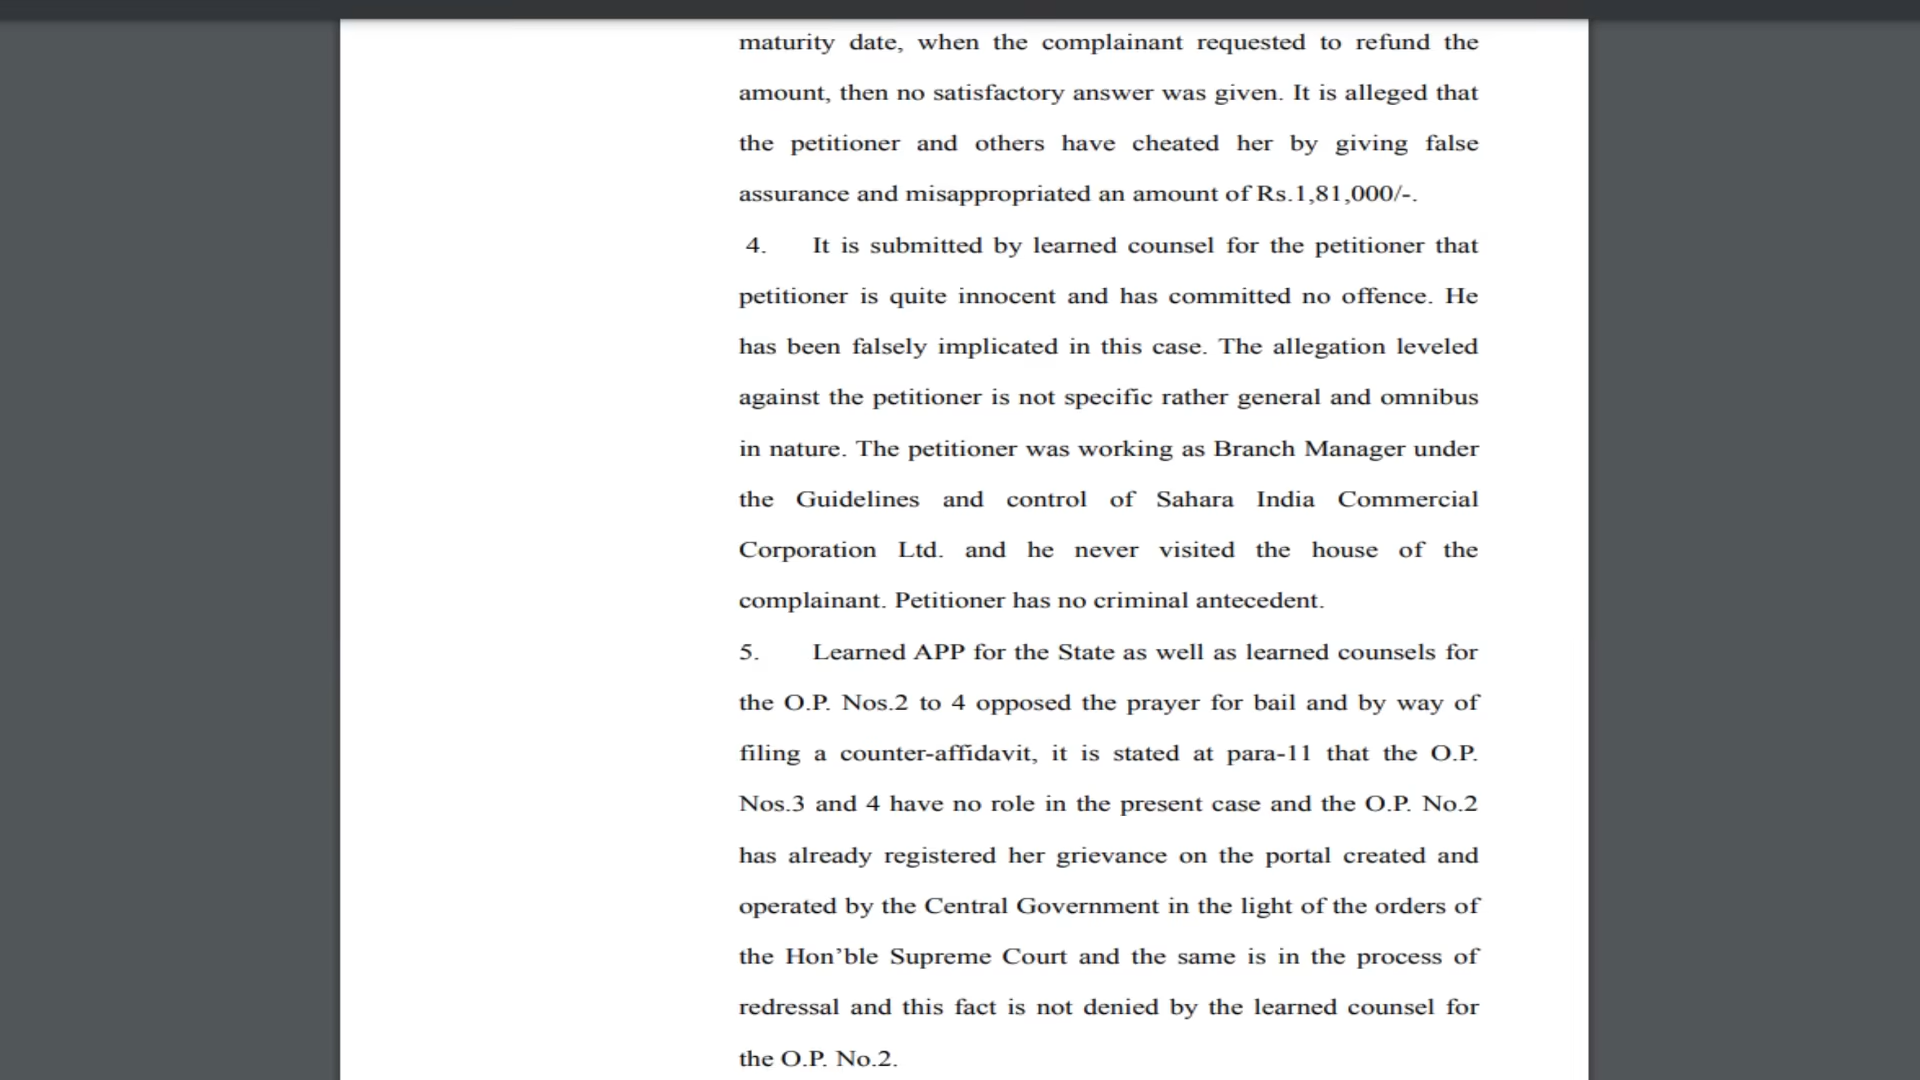 maturity date, when the complainant requested to refund the
amount, then no satisfactory answer was given. It is alleged that
the petitioner and others have cheated her by giving false
assurance and misappropriated an amount of Rs.1,81,000/-.
4. It is submitted by learned counsel for the petitioner that
petitioner is quite innocent and has committed no offence. He
has been falsely implicated in this case. The allegation leveled
against the petitioner is not specific rather general and omnibus
in nature. The petitioner was working as Branch Manager under
the Guidelines and control of Sahara India Commercial
Corporation Ltd. and he never visited the house of the
complainant. Petitioner has no criminal antecedent.
5. Learned APP for the State as well as learned counsels for
the O.P. Nos.2 to 4 opposed the prayer for bail and by way of
filing a counter-affidavit, it is stated at para-11 that the O.P.
Nos.3 and 4 have no role in the present case and the O.P. No.2
has already registered her grievance on the portal created and
operated by the Central Government in the light of the orders of
the Hon’ble Supreme Court and the same is in the process of
redressal and this fact is not denied by the learned counsel for
the O.P. No.2.